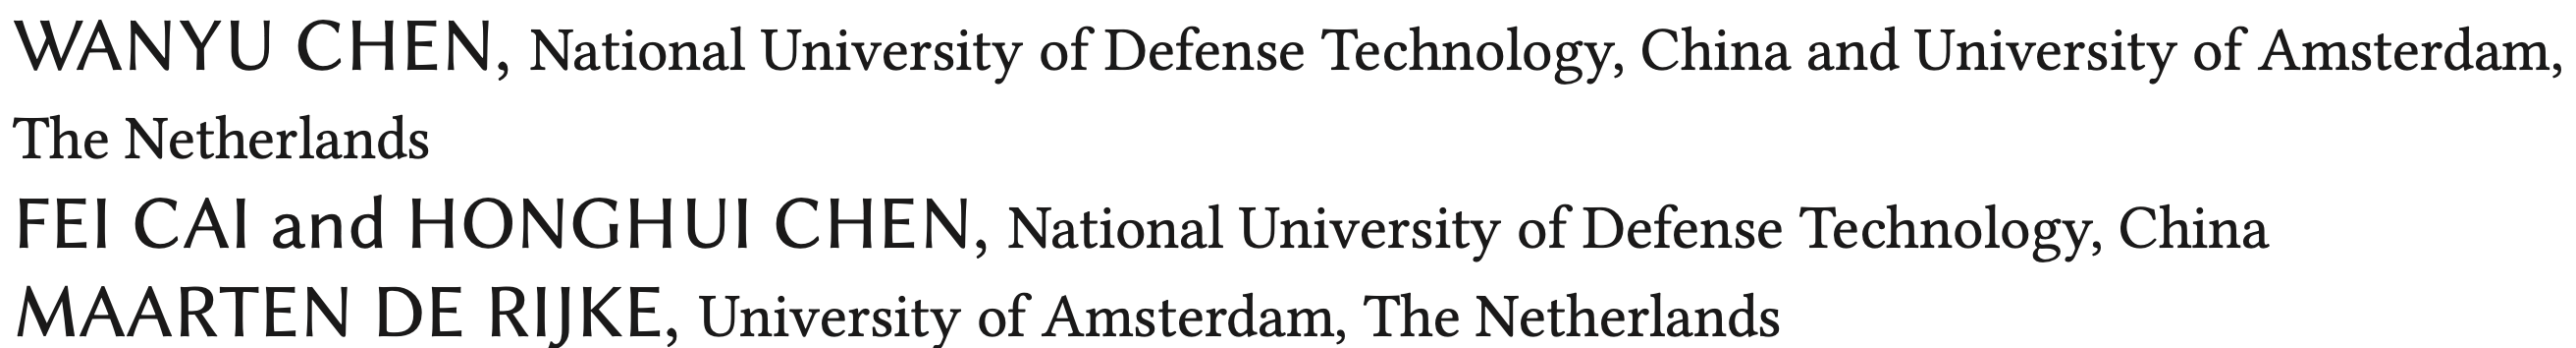 WANYU CHEN, National University of Defense Technology, China and University of Amsterdam,
The Netherlands
FEI CAI and HONGHUI CHEN, National University of Defense Technology, China
MAARTEN DE RIJKE, University of Amsterdam, The Netherlands